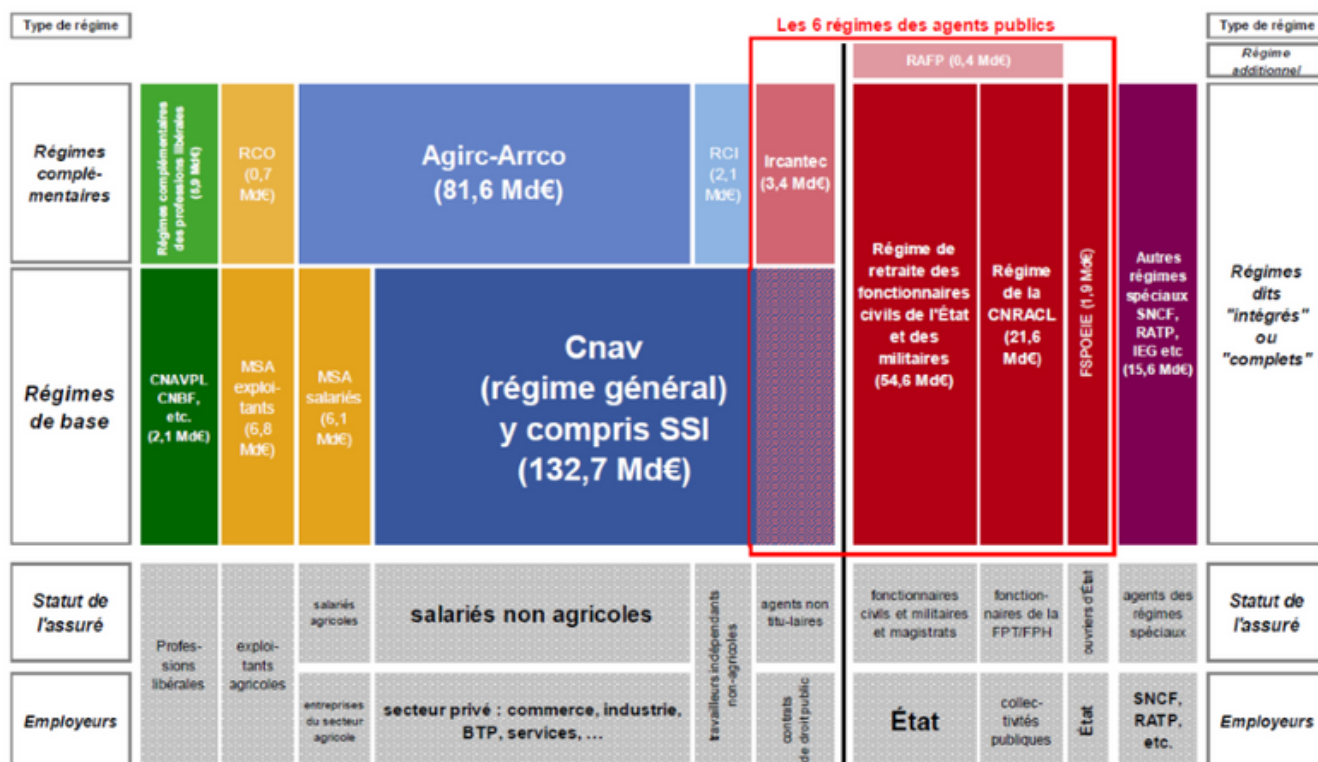 Les 6 régimes des agents publics
Type de régime
Type de régime
RAFP (0,4 Md€)
Régime
additionnel
Régimes
complé-
mentaires
Régimes complémentaires
des professions libérales
(5,9 Md€)
RCO
(0,7
Md€)
Agirc-Arrco
(81,6 Md€)
RCI
(2,1
Md€)
Ircantec
(3,4 Md€)
Régimes
de base
CNAVPL
CNBF,
etc.
(2,1 Md€)
MSA
exploi-
tants
(6,8
Md€)
MSA
salariés
(6,1
Md€)
Cnav
(régime général)
y compris SSI
(132,7 Md€)
Régime de
retraite des
fonctionnaires
civils de l'État
et des
militaires
(54,6 Md€)
Régime
de la
CNRACL
(21,6
Md€)
FSPOEIE (1,9 Md€)
Autres
régimes
spéciaux
SNCF,
RATP,
IEG etc
(15,6 Md€)
Régimes
dits
"intégrés"
ou
"complets"
Statut de
l'assuré
Profes-
sions
libérales
exploi-
tants
agricoles
salariés
agricoles
salariés non agricoles
travailleurs indépendants
non-agricoles
agents non
titu-laires
fonctionnaires
civils et militaires
et magistrats
fonction-
naires de la
FPT/FPH
ouvriers d'État
agents des
régimes
spéciaux
Statut de
l'assuré
Employeurs
entreprises
du secteur
agricole
secteur privé : commerce, industrie,
BTP, services, ...
contrats
de droit public
État
collec-
tivités
publiques
État
SNCF,
RATP,
etc.
Employeurs